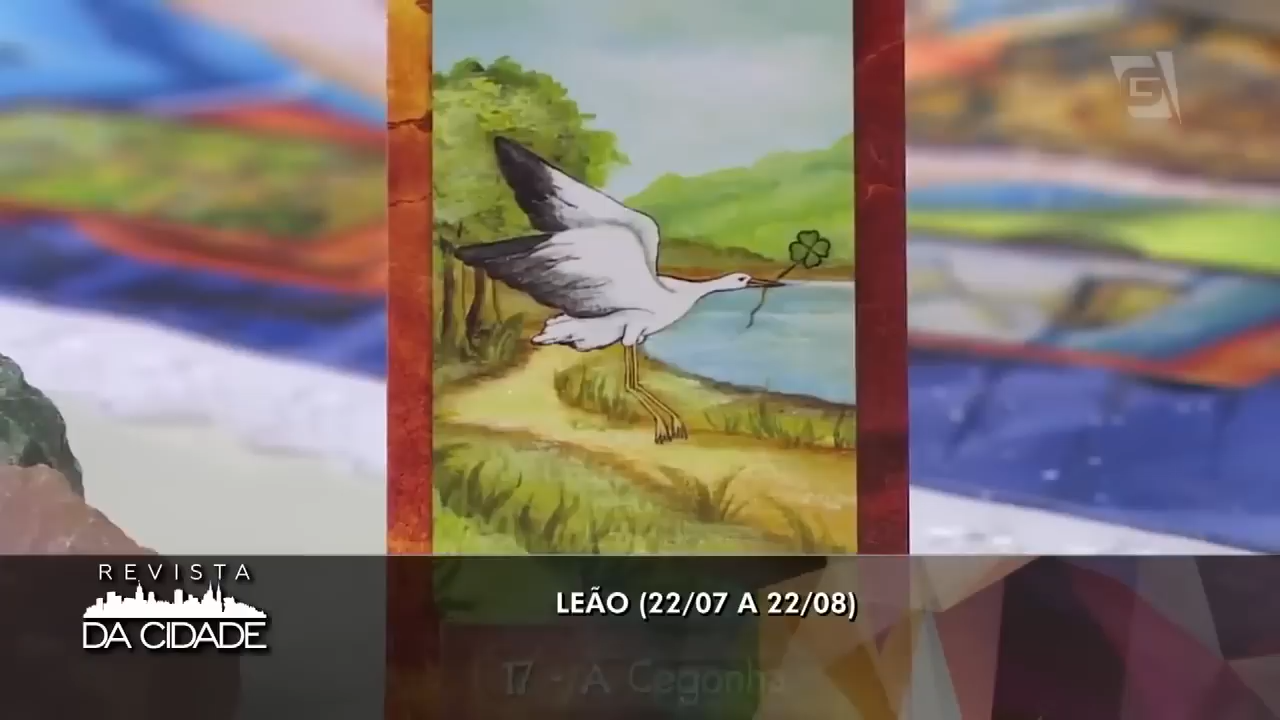 REVISTA
DA CIDADE
LEÃO (22/07 A 22/08)
17 - A Cegonha